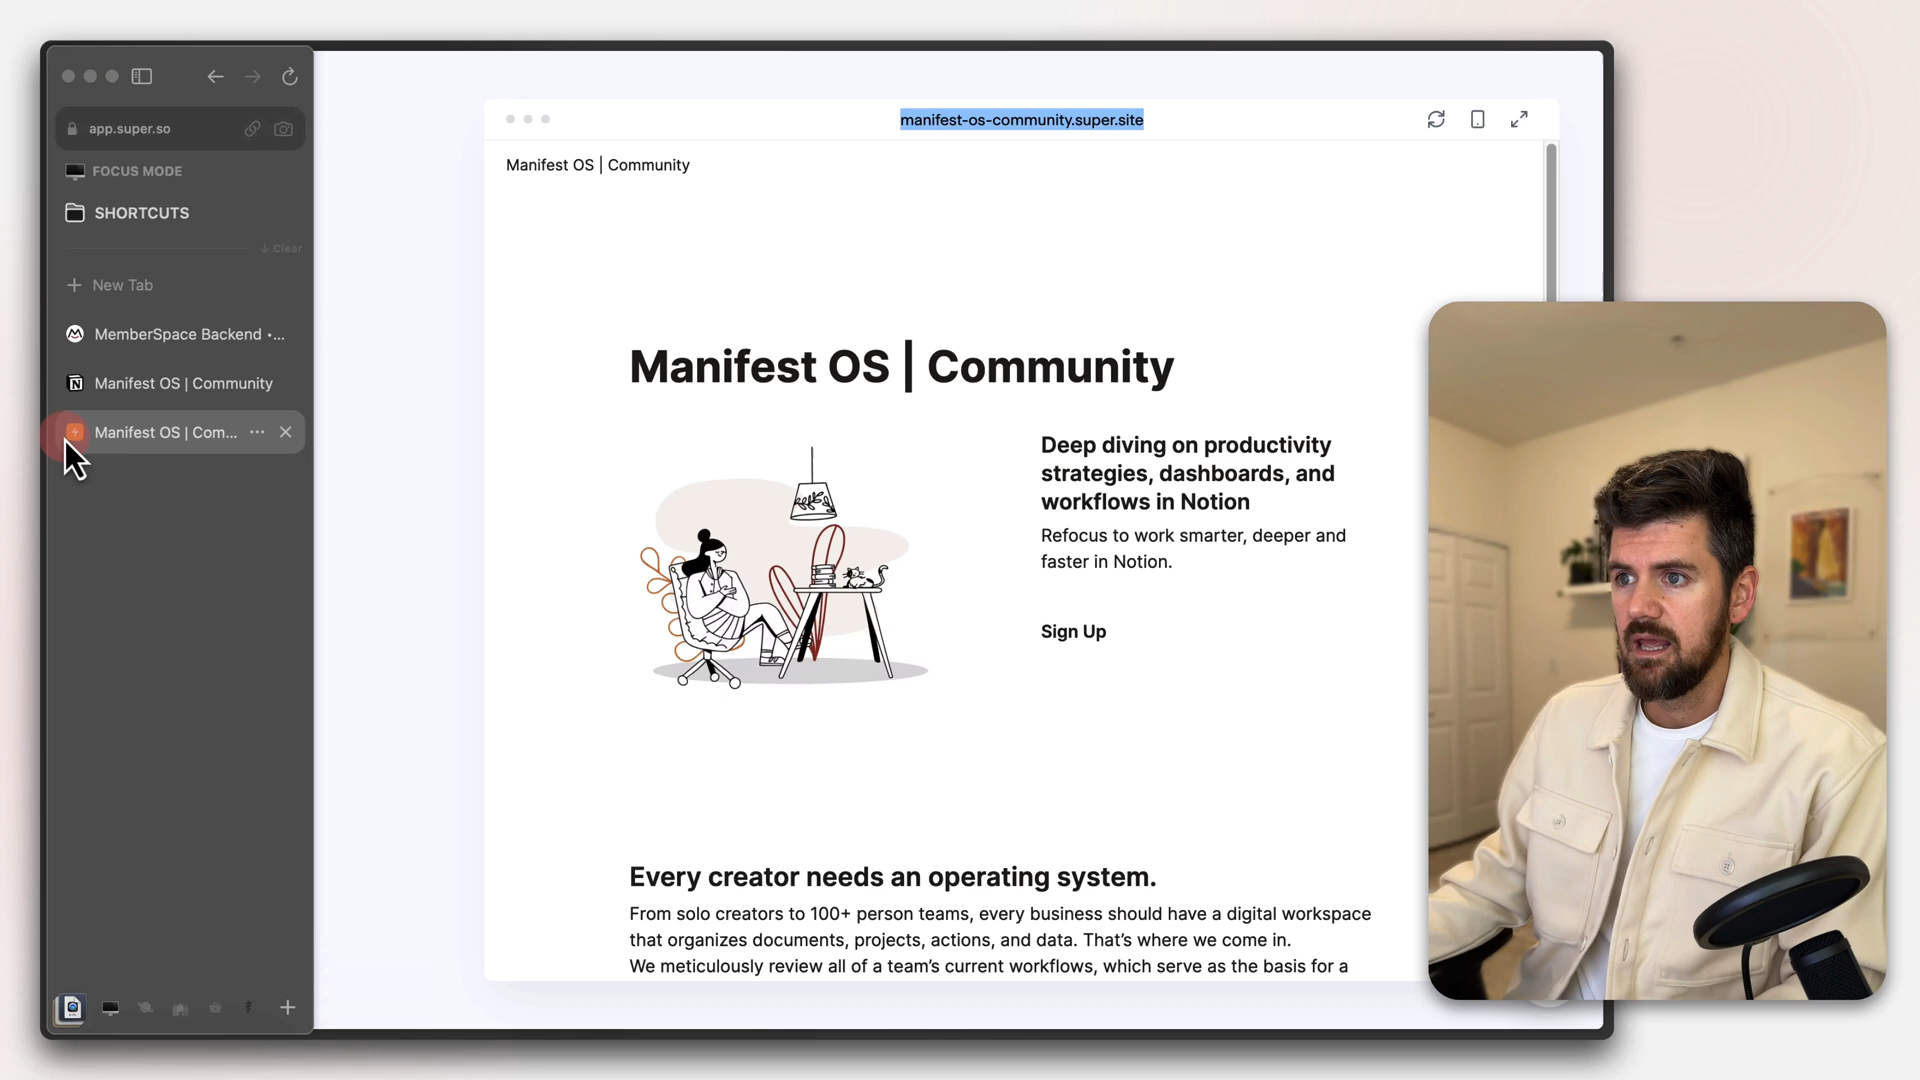 app.super.so
FOCUS MODE
SHORTCUTS
↓ Clear
+ New Tab
MemberSpace Backend •...
Manifest OS | Community
Manifest OS | Com... ···
manifest-os-community.super.site
Manifest OS | Community
Manifest OS | Community
Deep diving on productivity
strategies, dashboards, and
workflows in Notion
Refocus to work smarter, deeper and
faster in Notion.
Sign Up
Every creator needs an operating system.
From solo creators to 100+ person teams, every business should have a digital workspace
that organizes documents, projects, actions, and data. That’s where we come in.
We meticulously review all of a team’s current workflows, which serve as the basis for a